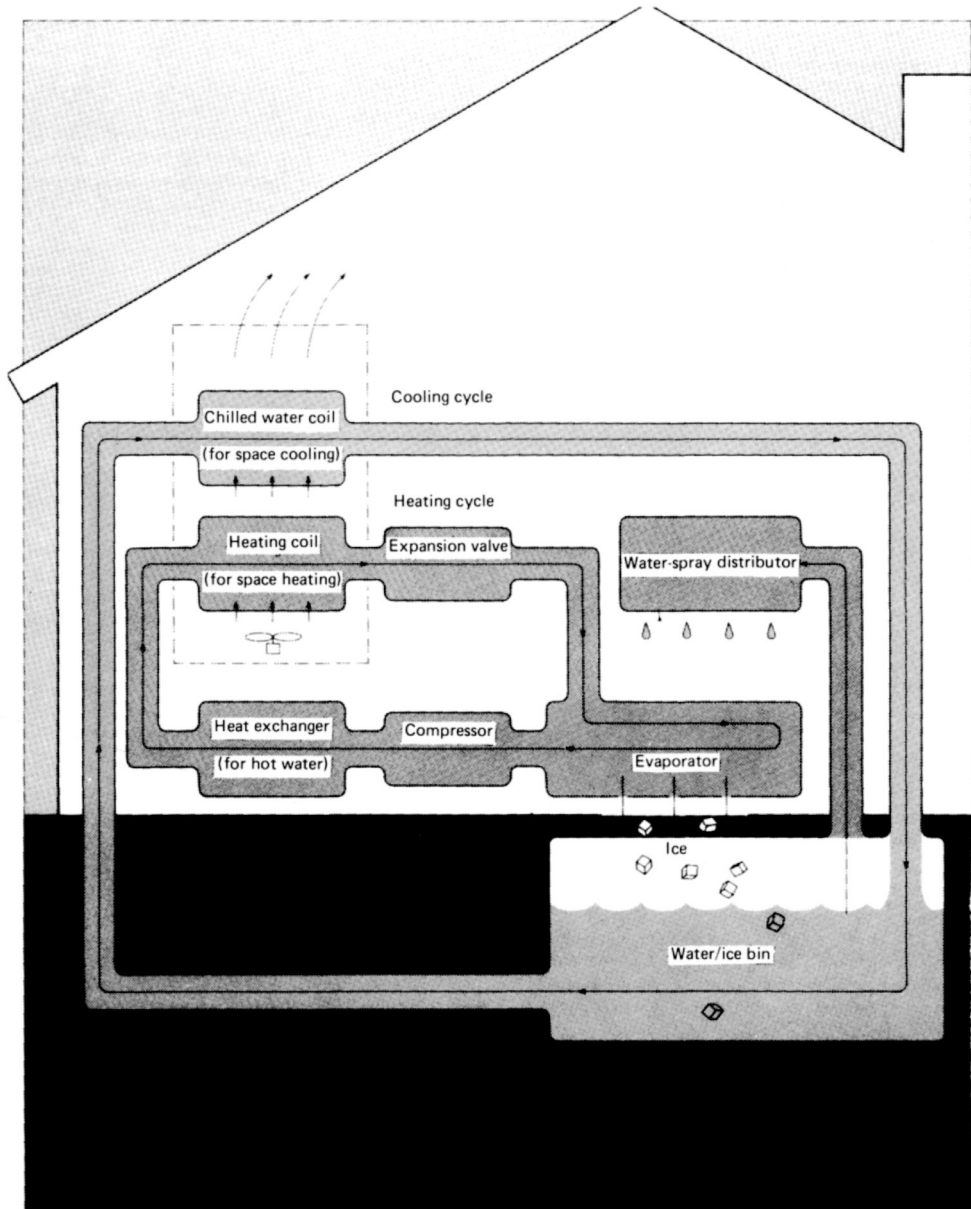 Cooling cycle
Chilled water coil
(for space cooling)
Heating cycle
Heating coil
(for space heating)
Expansion valve
Water-spray distributor
Heat exchanger
(for hot water)
Compressor
Evaporator
Ice
Water/ice bin